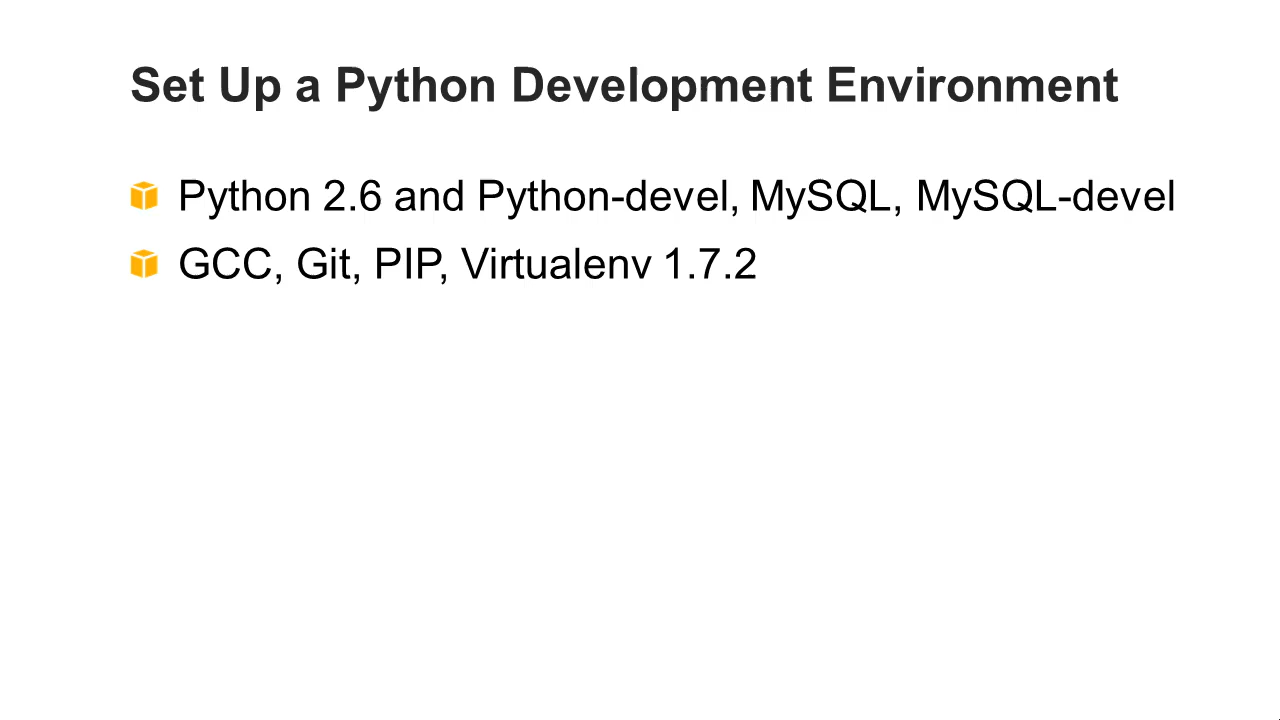 Set Up a Python Development Environment
Python 2.6 and Python-devel, MySQL, MySQL-devel
GCC, Git, PIP, Virtualenv 1.7.2